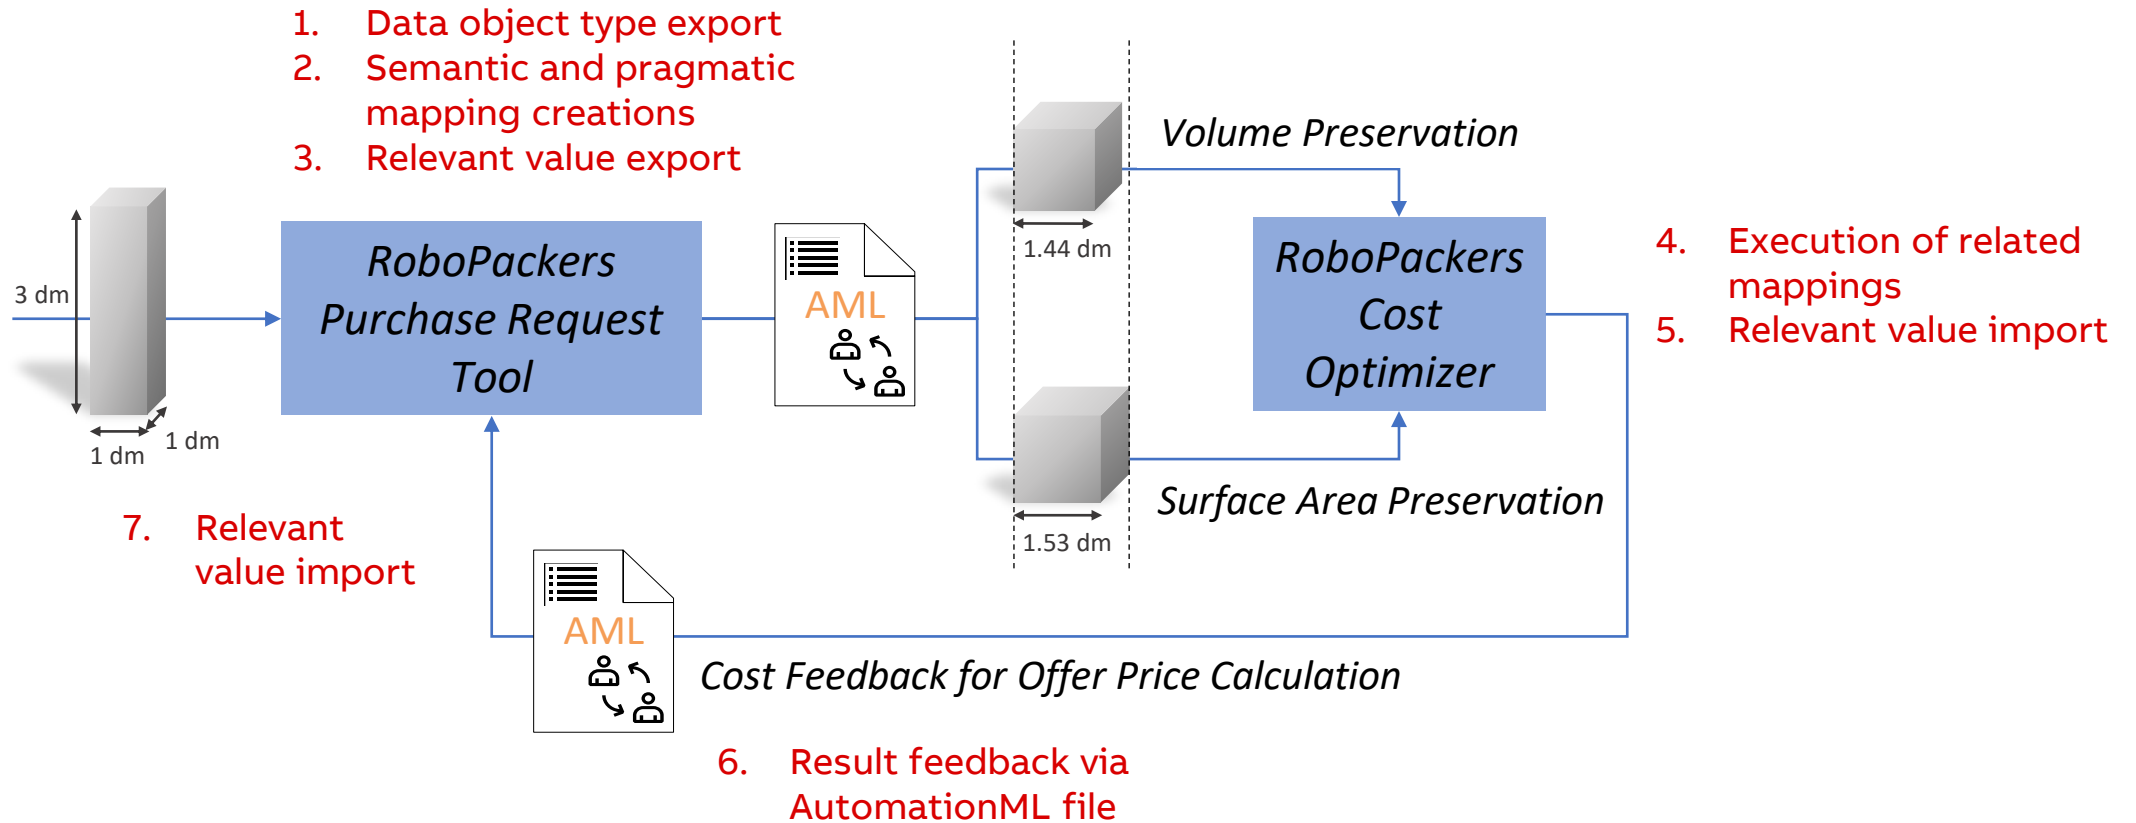 1. Data object type export
2. Semantic and pragmatic
mapping creations
3. Relevant value export
Volume Preservation
3 dm
1 dm
1 dm
RoboPackers
Purchase Request
Tool
AML
1.44 dm
RoboPackers
Cost
Optimizer
4. Execution of related
mappings
5. Relevant value import
Surface Area Preservation
1.53 dm
7. Relevant
value import
AML
Cost Feedback for Offer Price Calculation
6. Result feedback via
AutomationML file